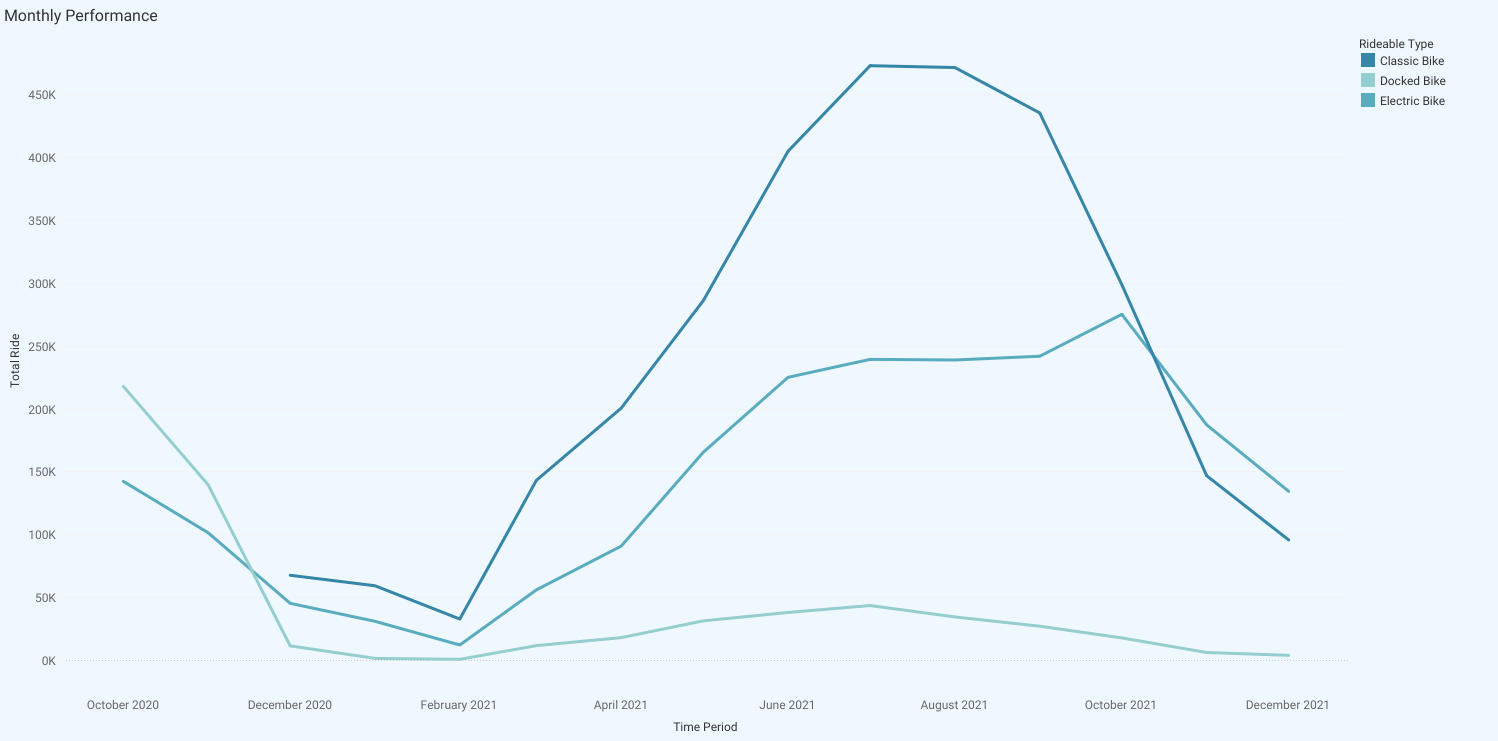 Monthly Performance
Rideable Type
Classic Bike
Docked Bike
Electric Bike
Total Ride
450K
400K
350K
300K
250K
200K
150K
100K
50K
0K
October 2020
December 2020
February 2021
April 2021
June 2021
August 2021
October 2021
December 2021
Time Period